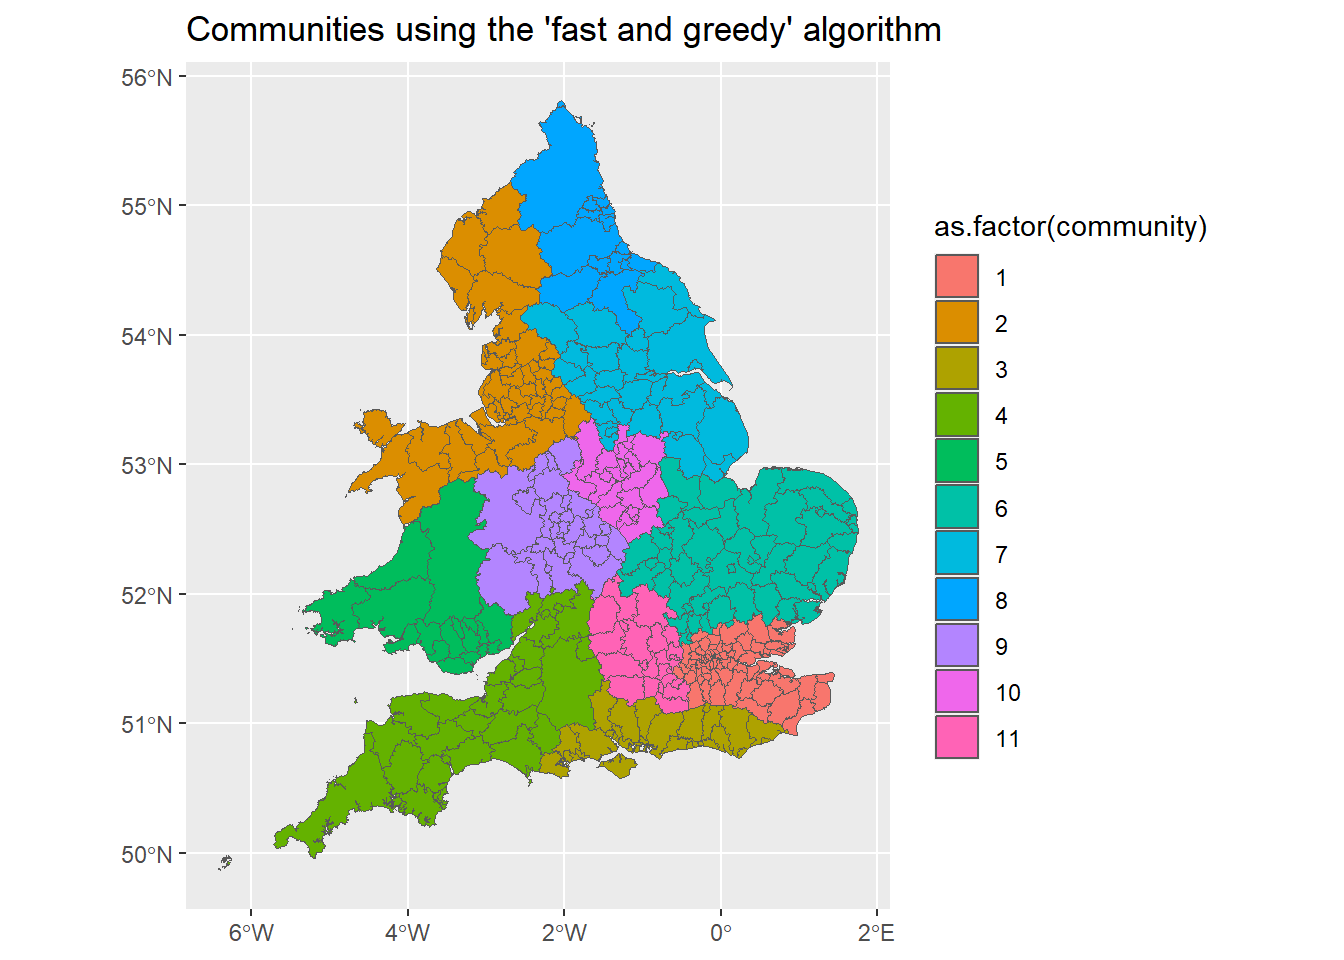 Communities using the 'fast and greedy' algorithm
56°N
55°N
54°N
53°N
52°N
51°N
50°N
6°W
4°W
2°W
0°
2°E
as.factor(community)
1
2
3
4
5
6
7
8
9
10
11